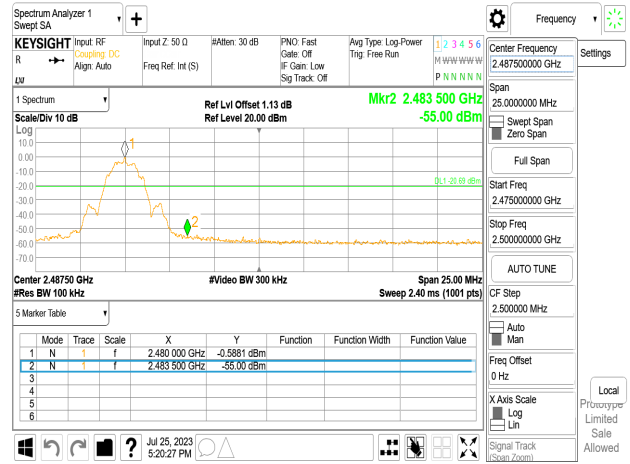 Spectrum Analyzer 1
Swept SA
Frequency
KEYSIGHT
R
Input: RF
Coupling: DC
Align: Auto
Input Z: 50 Ω
Freq Ref: Int (S)
#Atten: 30 dB
PNO: Fast
Gate: Off
IF Gain: Low
Sig Track: Off
Avg Type: Log-Power
Trig: Free Run
1 2 3 4 5 6
M W W W W W
P N N N N N
1 Spectrum
Scale/Div 10 dB
Ref Lvl Offset 1.13 dB
Ref Level 20.00 dBm
Mkr2 2.483 500 GHz
-55.00 dBm
Log
10.0
0.00
-10.0
-20.0
-30.0
-40.0
-50.0
-60.0
-70.0
1
2
DL1 -20.69 dBm
Center 2.48750 GHz
#Res BW 100 kHz
#Video BW 300 kHz
Span 25.00 MHz
Sweep 2.40 ms (1001 pts)
5 Marker Table
Mode Trace Scale X Y Function Function Width Function Value
1 N 1 f 2.480 000 GHz -0.5881 dBm
2 N 1 f 2.483 500 GHz -55.00 dBm
3
4
5
6
Jul 25, 2023
5:20:27 PM
Center Frequency
2.487500000 GHz
Settings
Span
25.0000000 MHz
Swept Span
Zero Span
Full Span
Start Freq
2.475000000 GHz
Stop Freq
2.500000000 GHz
AUTO TUNE
CF Step
2.500000 MHz
Auto
Man
Freq Offset
0 Hz
X Axis Scale
Log
Lin
Signal Track
(Span Zoom)
Local
Prototype
Limited
Sale
Allowed